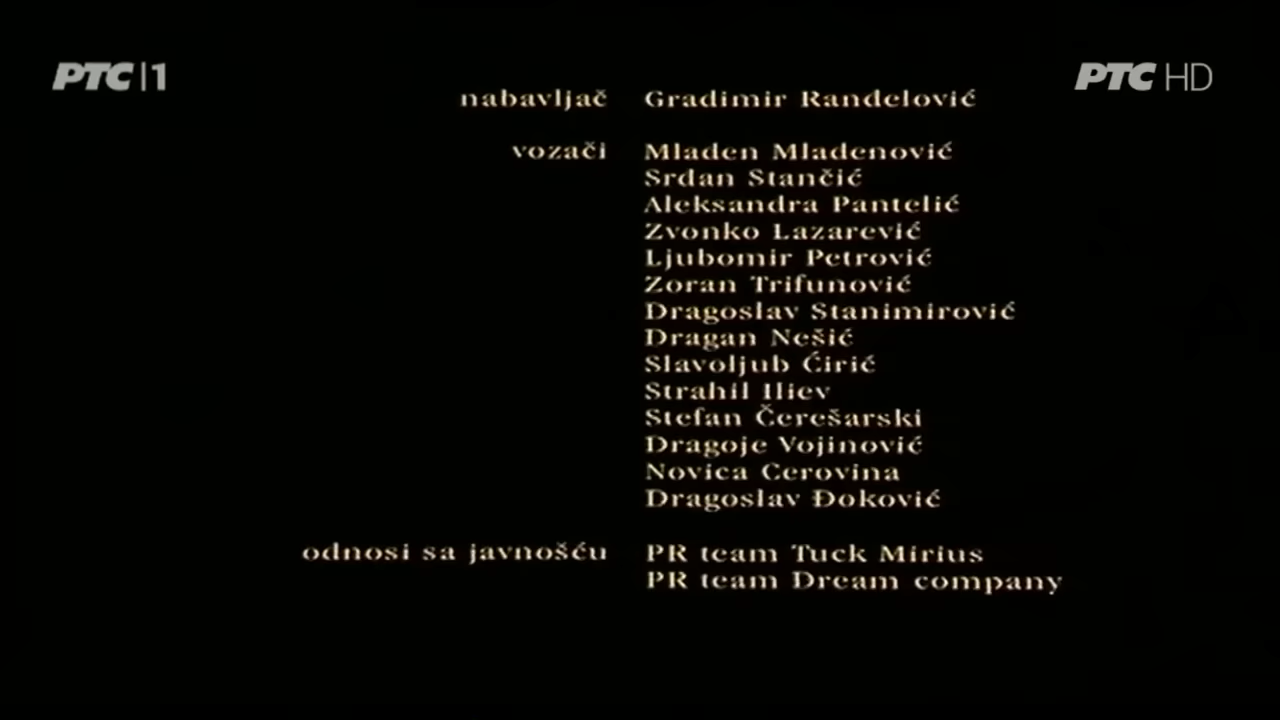 РТС|1
РТС HD
nabavljač Gradimir Ranđelović
vozači Mladen Mladenović
Srđan Stančić
Aleksandra Pantelić
Zvonko Lazarević
Ljubomir Petrović
Zoran Trifunović
Dragoslav Stanimirović
Dragan Nešić
Slavoljub Ćirić
Strahil Iliev
Stefan Čerešarski
Dragoje Vojinović
Novica Cerovina
Dragoslav Đoković
odnosi sa javnošću PR team Tuck Mirius
PR team Dream company